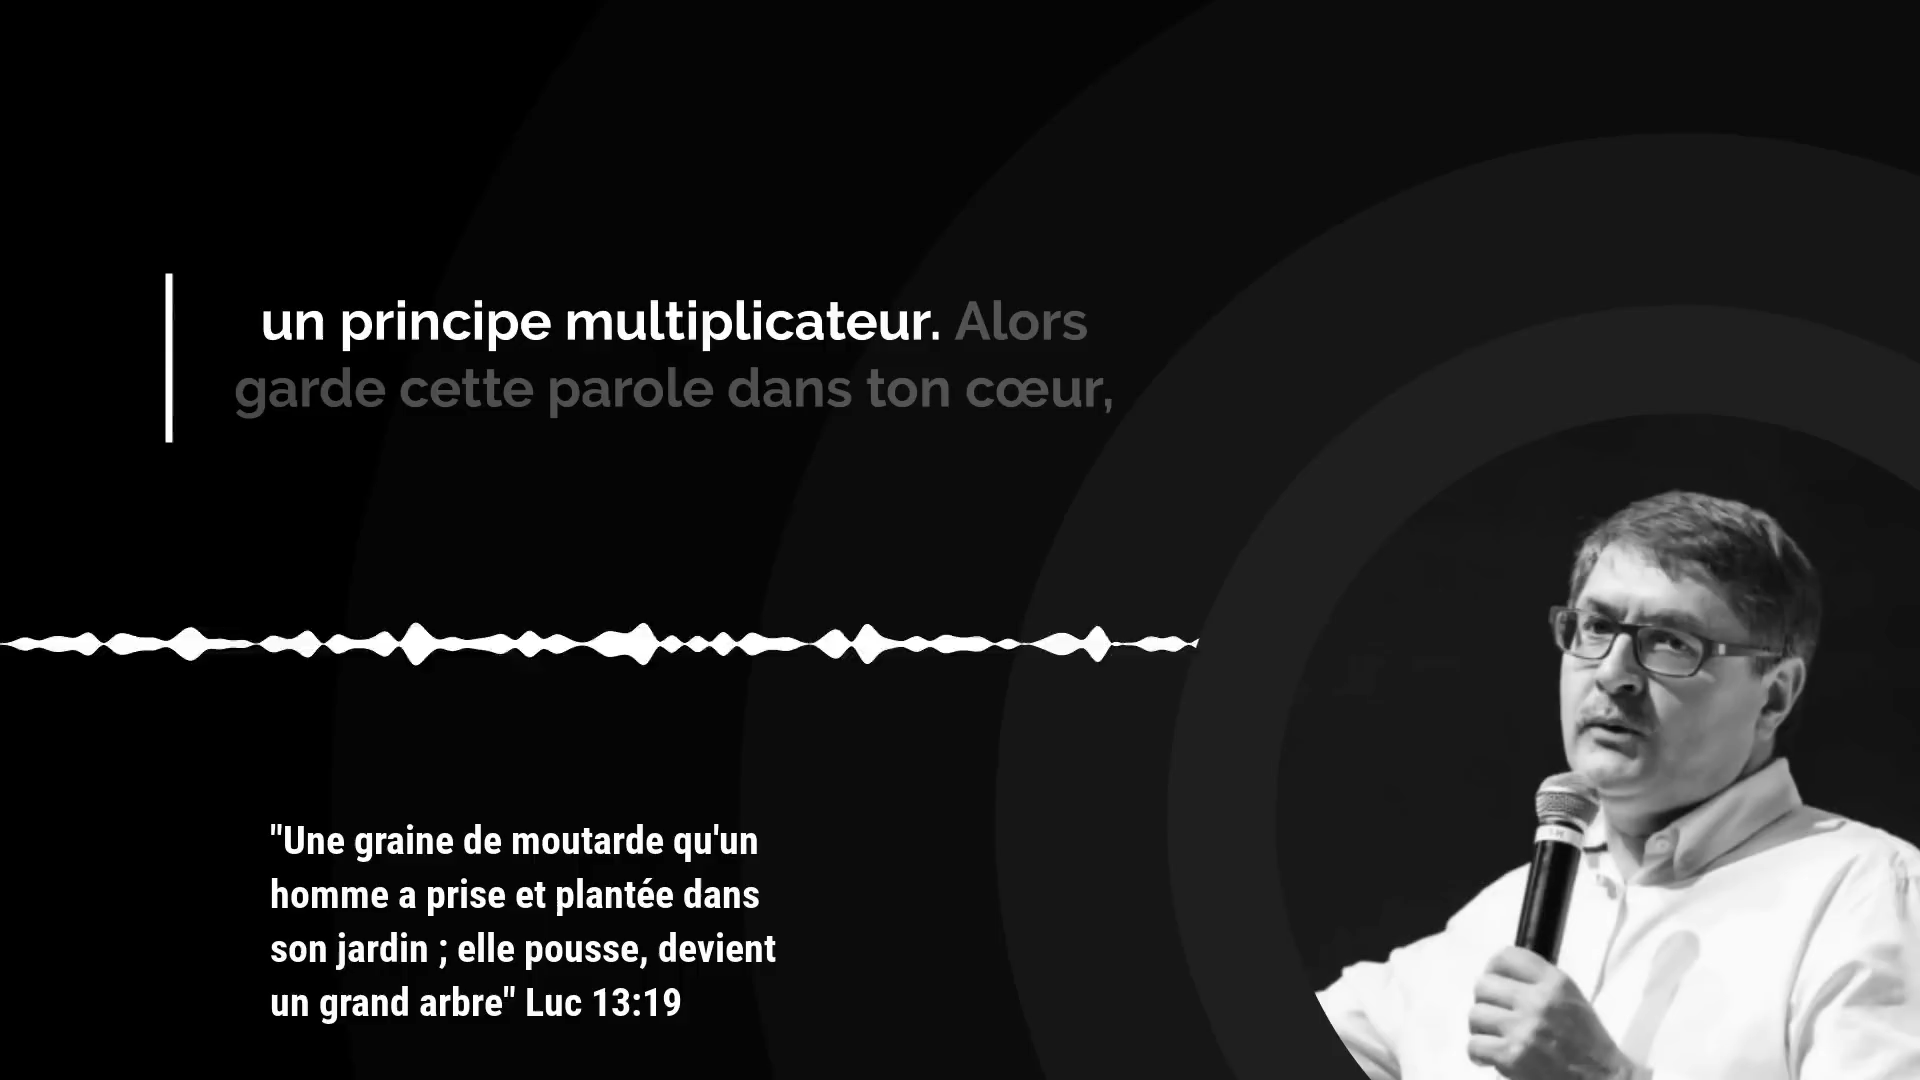 un principe multiplicateur. Alors
garde cette parole dans ton cœur,
"Une graine de moutarde qu'un
homme a prise et plantée dans
son jardin ; elle pousse, devient
un grand arbre" Luc 13:19